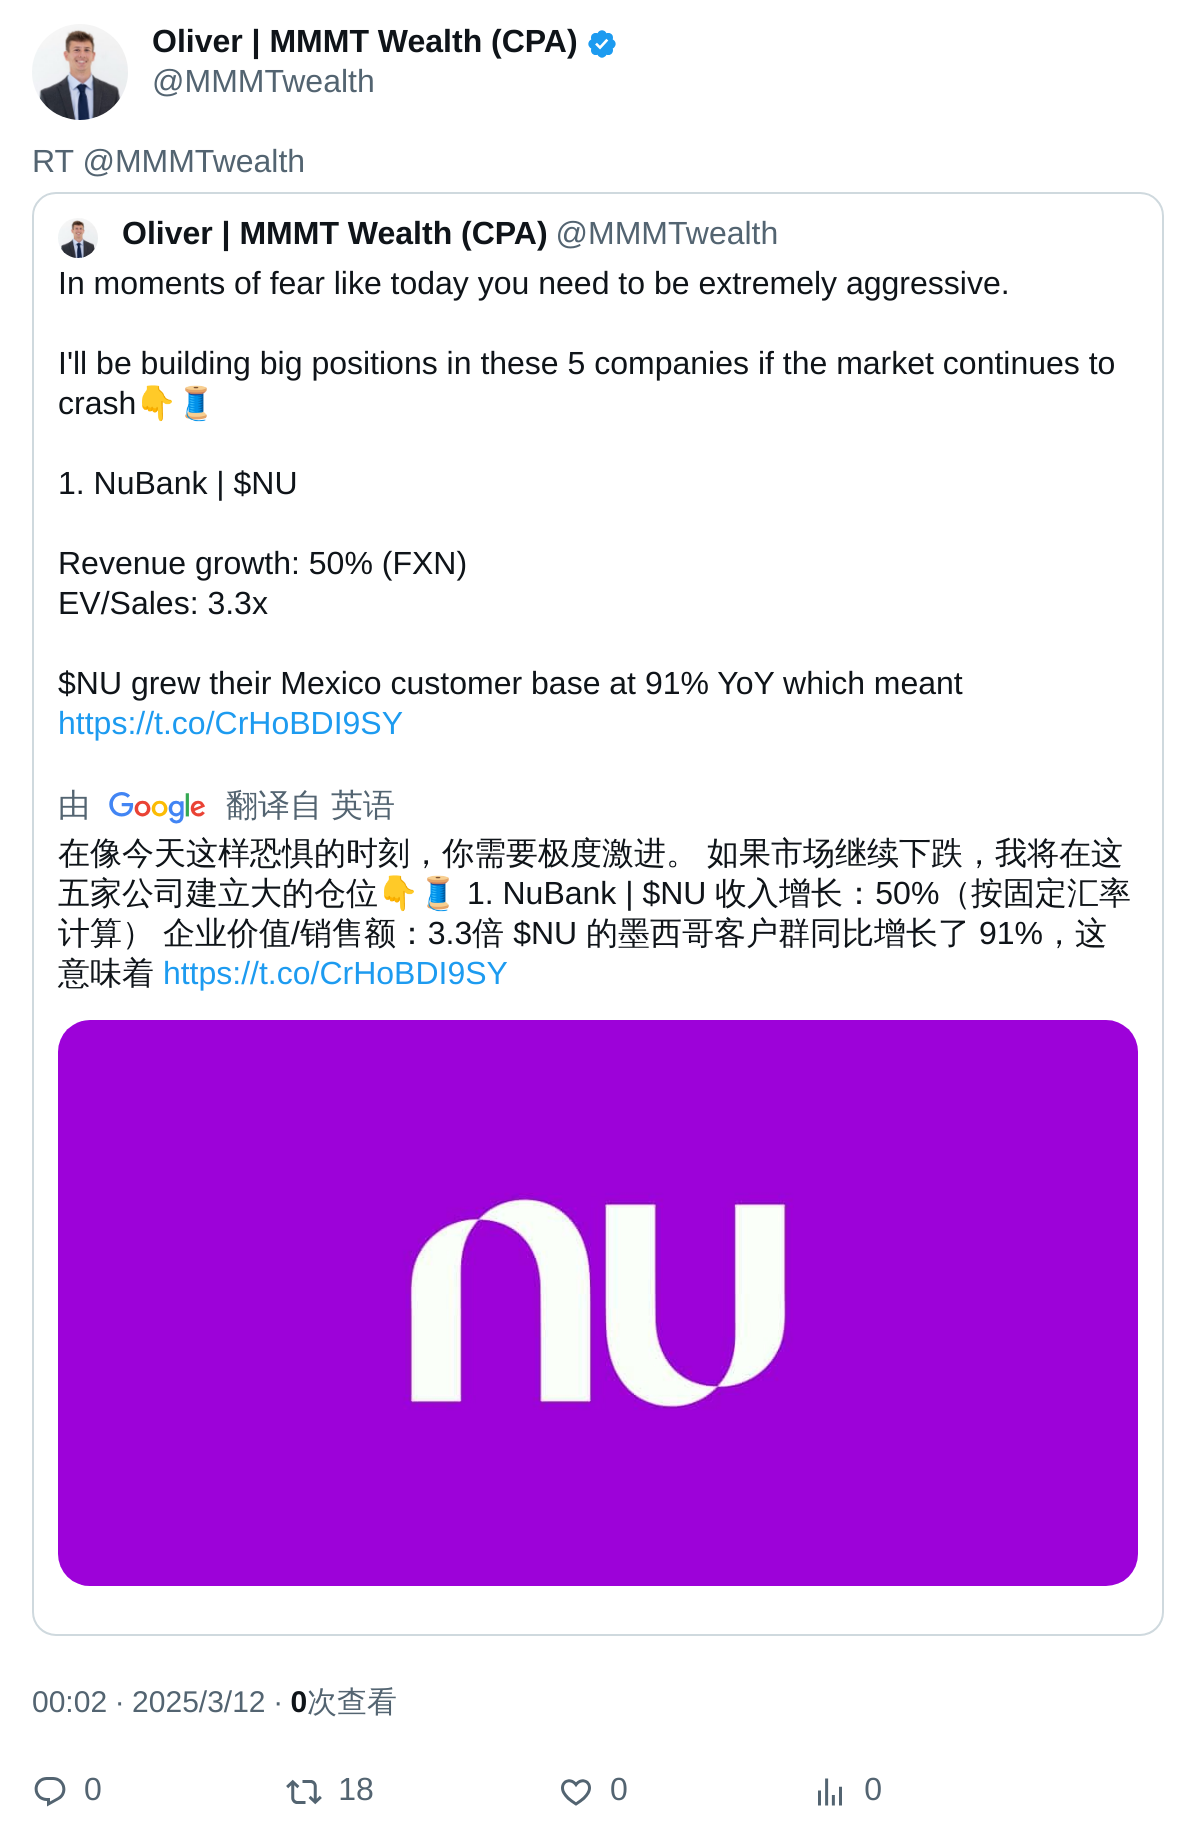 Oliver | MMMT Wealth (CPA)
@MMMTwealth
RT @MMMTwealth
Oliver | MMMT Wealth (CPA) @MMMTwealth
In moments of fear like today you need to be extremely aggressive.
I'll be building big positions in these 5 companies if the market continues to
crash👇🧵
1. NuBank | $NU
Revenue growth: 50% (FXN)
EV/Sales: 3.3x
$NU grew their Mexico customer base at 91% YoY which meant
https://t.co/CrHoBDI9SY
由 Google 翻译自 英语
在像今天这样恐惧的时刻，你需要极度激进。 如果市场继续下跌，我将在这
五家公司建立大的仓位👇🧵 1. NuBank | $NU 收入增长：50%（按固定汇率
计算） 企业价值/销售额：3.3倍 $NU 的墨西哥客户群同比增长了 91%，这
意味着 https://t.co/CrHoBDI9SY
nu
00:02 · 2025/3/12 · 0次查看
0 18 0 0